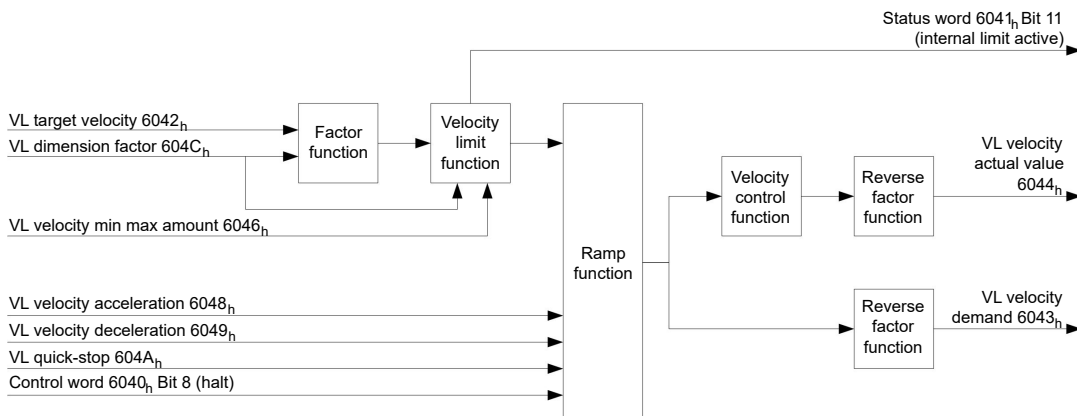 Status word 6041h Bit 11
(internal limit active)
VL target velocity 6042h
VL dimension factor 604Ch
Factor
function
Velocity
limit
function
VL velocity min max amount 6046h
Ramp
function
Velocity
control
function
Reverse
factor
function
VL velocity
actual value
6044h
VL velocity acceleration 6048h
VL velocity deceleration 6049h
VL quick-stop 604Ah
Control word 6040h Bit 8 (halt)
Reverse
factor
function
VL velocity
demand 6043h